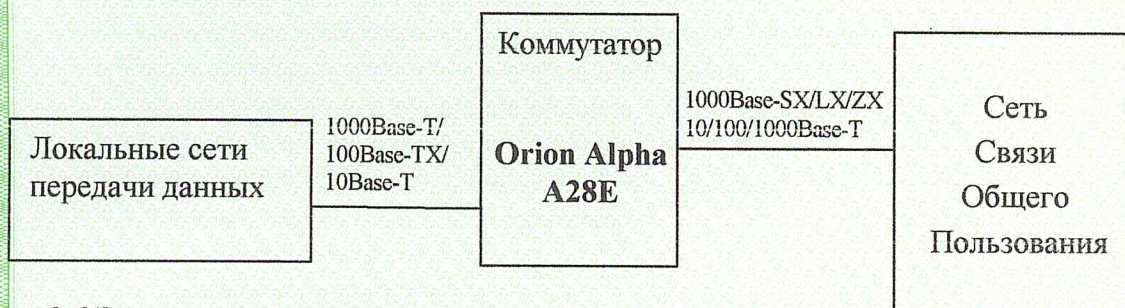 Локальные сети
передачи данных
1000Base-T/
100Base-TX/
10Base-T
Коммутатор
Orion Alpha
A28E
1000Base-SX/LX/ZX
10/100/1000Base-T
Сеть
Связи
Общего
Пользования